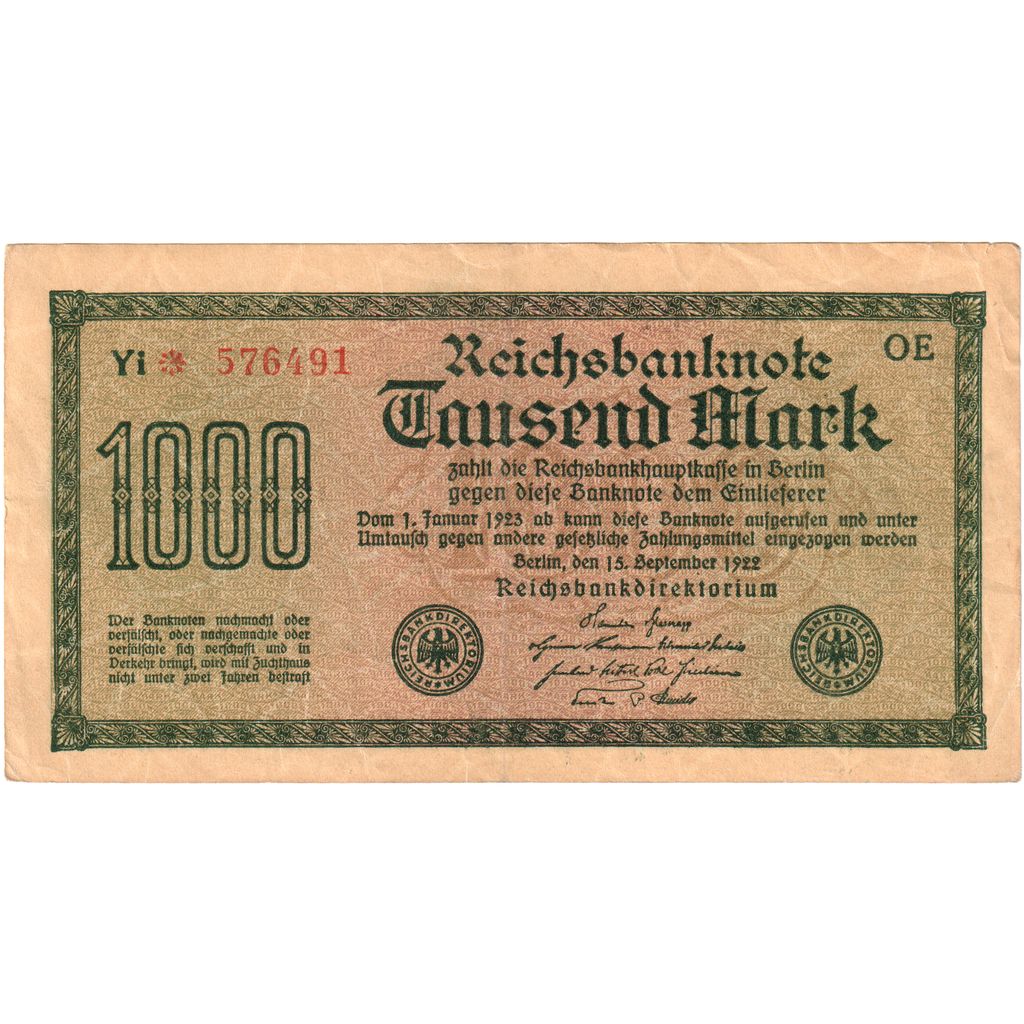 Yi * 576491
OE
Reichsbanknote
Tausend Mark
1000
zahlt die Reichsbankhauptkasse in Berlin
gegen diese Banknote dem Einlieferer
Vom 1. Januar 1923 ab kann diese Banknote aufgerufen und unter
Umtausch gegen andere gesetzliche Zahlungsmittel eingezogen werden
Berlin, den 15. September 1922
Reichsbankdirektorium
Wer Banknoten nachmacht oder
verfälscht, oder nachgemachte oder
verfälschte sich verschafft und in
Verkehr bringt, wird mit Zuchthaus
nicht unter zwei Jahren bestraft
REICHSBANKDIREKTORIUM
REICHSBANKDIREKTORIUM